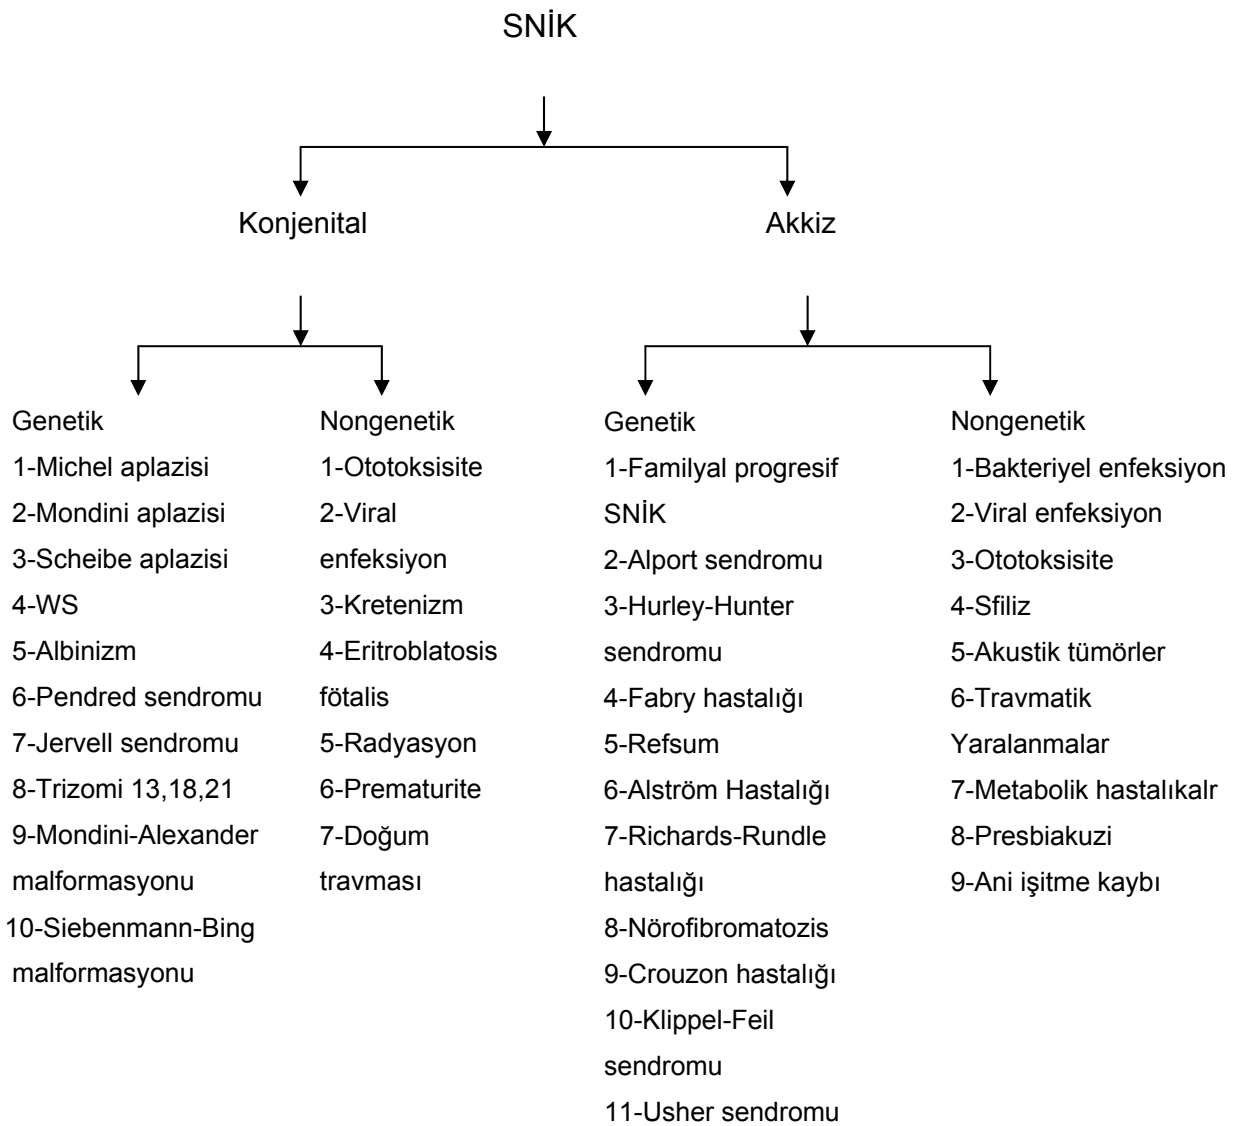 SNİK
Konjenital
Akkiz
Genetik
1-Michel aplazisi
2-Mondini aplazisi
3-Scheibe aplazisi
4-WS
5-Albinizm
6-Pendred sendromu
7-Jervell sendromu
8-Trizomi 13,18,21
9-Mondini-Alexander
malformasyonu
10-Siebenmann-Bing
malformasyonu
Nongenetik
1-Ototoksisite
2-Viral
enfeksiyon
3-Kretenizm
4-Eritroblatosis
fötalis
5-Radyasyon
6-Prematurite
7-Doğum
travması
Genetik
1-Familyal progresif
SNİK
2-Alport sendromu
3-Hurley-Hunter
sendromu
4-Fabry hastalığı
5-Refsum
6-Alström Hastalığı
7-Richards-Rundle
hastalığı
8-Nörofibromatozis
9-Crouzon hastalığı
10-Klippel-Feil
sendromu
11-Usher sendromu
Nongenetik
1-Bakteriyel enfeksiyon
2-Viral enfeksiyon
3-Ototoksisite
4-Sfiliz
5-Akustik tümörler
6-Travmatik
Yaralanmalar
7-Metabolik hastalıkalr
8-Presbiakuzi
9-Ani işitme kaybı